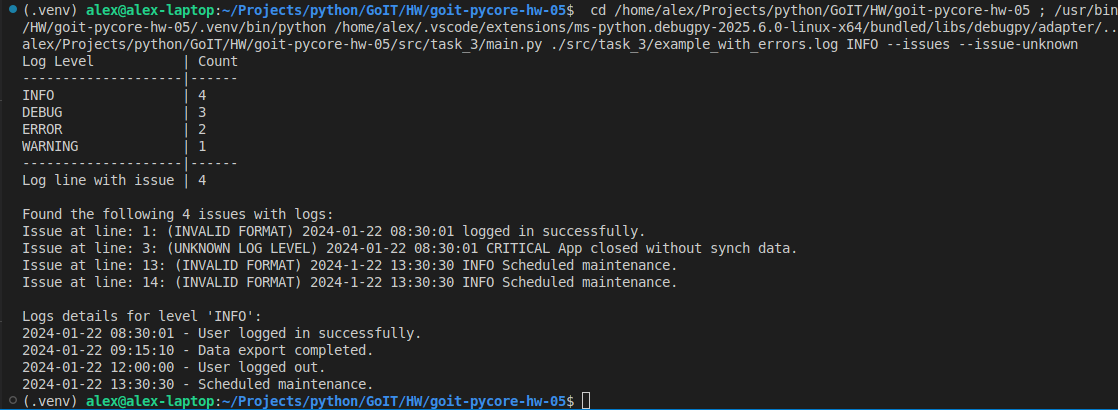 (.venv) alex@alex-laptop:~/Projects/python/GoIT/HW/goit-pycore-hw-05$  cd /home/alex/Projects/python/GoIT/HW/goit-pycore-hw-05 ; /usr/bin
/HW/goit-pycore-hw-05/.venv/bin/python /home/alex/.vscode/extensions/ms-python.debugpy-2025.6.0-linux-x64/bundled/libs/debugpy/adapter/..
alex/Projects/python/GoIT/HW/goit-pycore-hw-05/src/task_3/main.py ./src/task_3/example_with_errors.log INFO --issues --issue-unknown
Log Level           | Count
--------------------|------
INFO                | 4
DEBUG               | 3
ERROR               | 2
WARNING             | 1
--------------------|------
Log line with issue | 4
Found the following 4 issues with logs:
Issue at line: 1: (INVALID FORMAT) 2024-01-22 08:30:01 logged in successfully.
Issue at line: 3: (UNKNOWN LOG LEVEL) 2024-01-22 08:30:01 CRITICAL App closed without synch data.
Issue at line: 13: (INVALID FORMAT) 2024-1-22 13:30:30 INFO Scheduled maintenance.
Issue at line: 14: (INVALID FORMAT) 2024-1-22 13:30:30 INFO Scheduled maintenance.
Logs details for level 'INFO':
2024-01-22 08:30:01 - User logged in successfully.
2024-01-22 09:15:10 - Data export completed.
2024-01-22 12:00:00 - User logged out.
2024-01-22 13:30:30 - Scheduled maintenance.
(.venv) alex@alex-laptop:~/Projects/python/GoIT/HW/goit-pycore-hw-05$